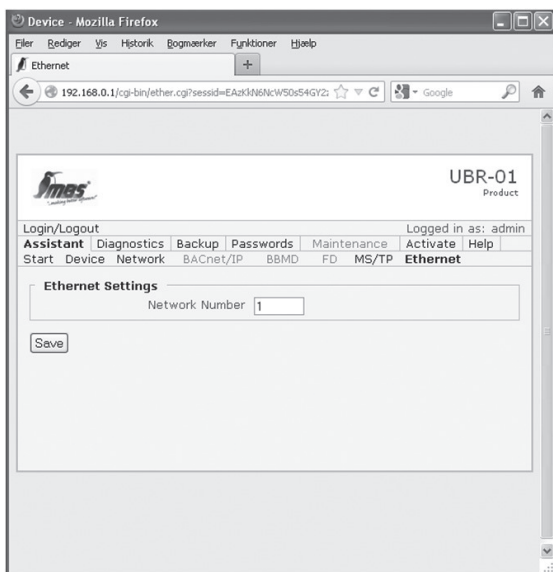 Device - Mozilla Firefox
Filer Rediger Vis Historik Bogmærker Funktioner Hjælp
Ethernet +
192.168.0.1/cgi-bin/ether.cgi?sessid=EAzKkN6NcW50s54GY2 Google
mbs UBR-01
Product
Login/Logout Logged in as: admin
Assistant Diagnostics Backup Passwords Maintenance Activate Help
Start Device Network BACnet/IP BBMD FD MS/TP Ethernet
Ethernet Settings
Network Number 1
Save